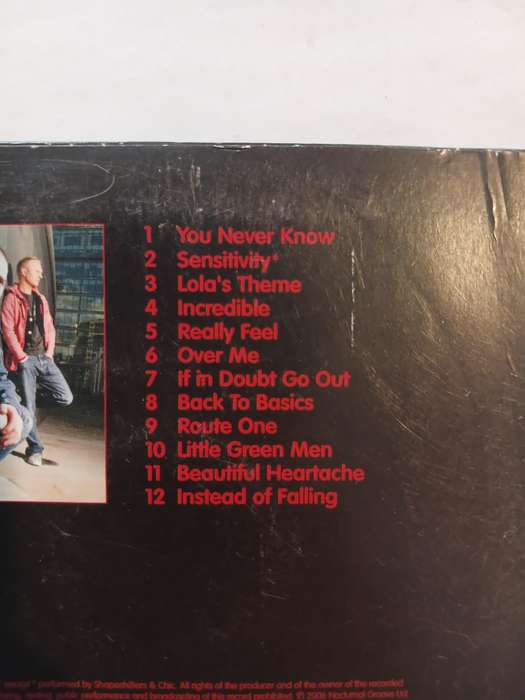 1 You Never Know
2 Sensitivity*
3 Lola's Theme
4 Incredible
5 Really Feel
6 Over Me
7 If in Doubt Go Out
8 Back To Basics
9 Route One
10 Little Green Men
11 Beautiful Heartache
12 Instead of Falling
except * performed by Shapeshifters & Chic. All rights of the producer and of the owner of the recorded
public performance and broadcasting of this record prohibited. ℗ 2006 Nocturnal Groove Ltd